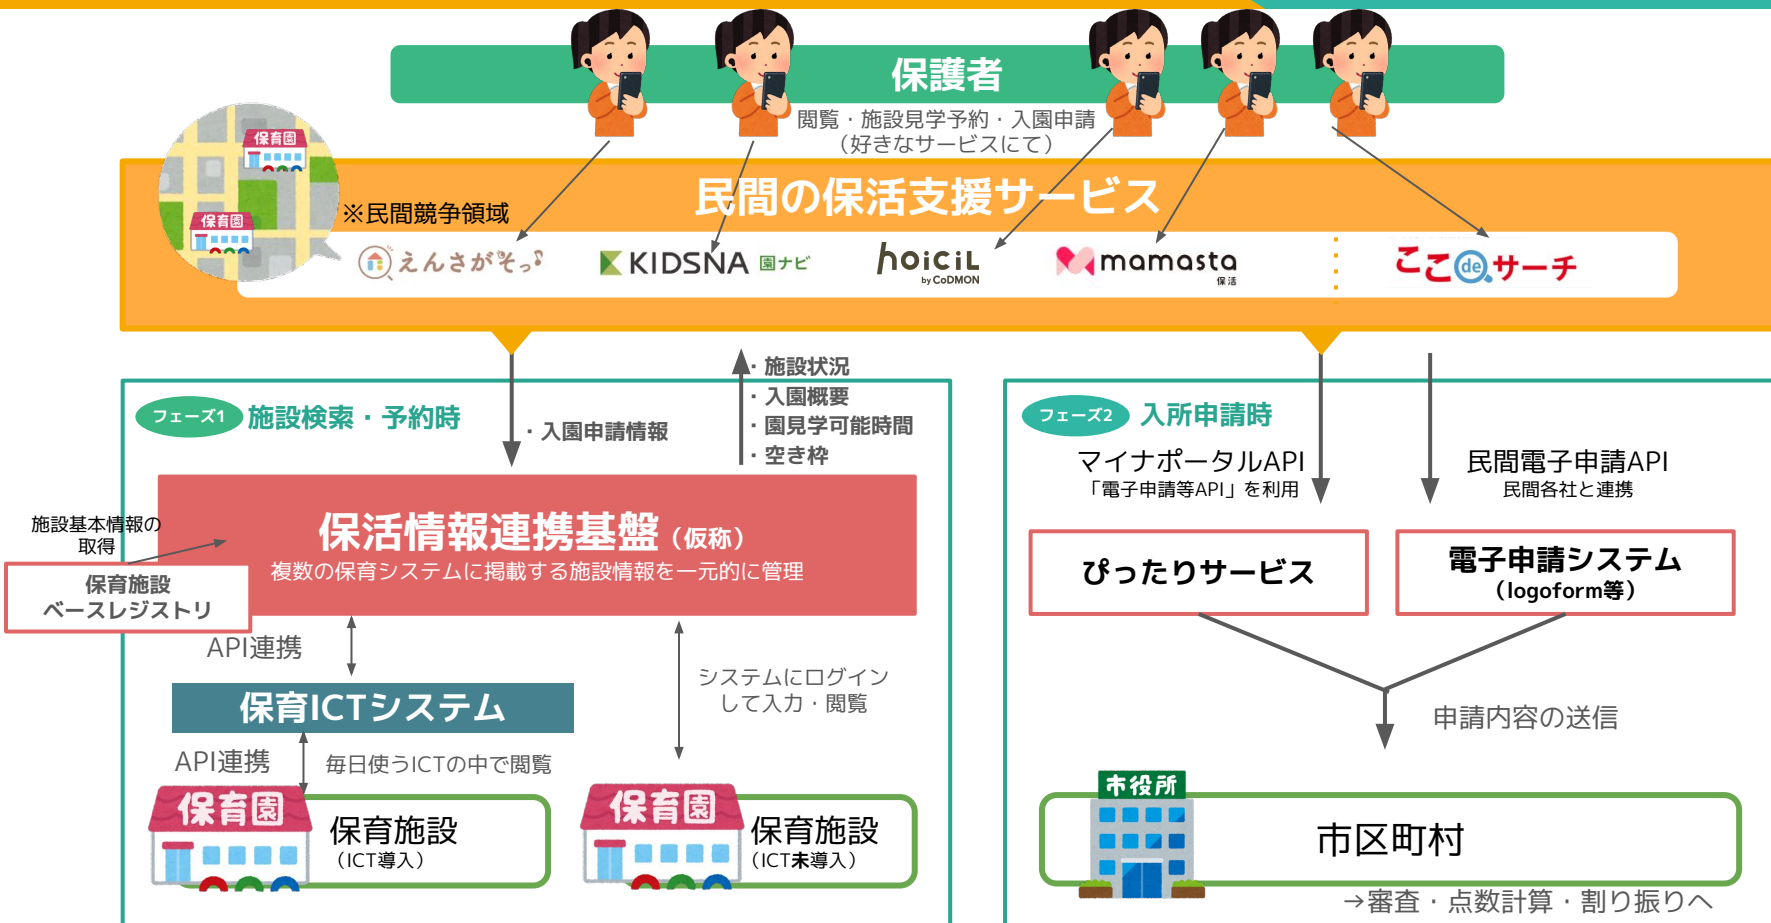 保護者
閲覧・施設見学予約・入園申請
（好きなサービスにて）
保育園
保育園
民間の保活支援サービス
※民間競争領域
えんさがそっ♪
KIDSNA 園ナビ
hoiciL
by CoDMON
mamasta
保活
ここdeサーチ
フェーズ1 施設検索・予約時
・入園申請情報
・施設状況
・入園概要
・園見学可能時間
・空き枠
施設基本情報の
取得
保育施設
ベースレジストリ
保活情報連携基盤（仮称）
複数の保育システムに掲載する施設情報を一元的に管理
API連携
保育ICTシステム
システムにログイン
して入力・閲覧
API連携
毎日使うICTの中で閲覧
保育園
保育施設
（ICT導入）
保育園
保育施設
（ICT未導入）
フェーズ2 入所申請時
マイナポータルAPI
「電子申請等API」を利用
民間電子申請API
民間各社と連携
ぴったりサービス
電子申請システム
（logoform等）
申請内容の送信
市役所
市区町村
→審査・点数計算・割り振りへ